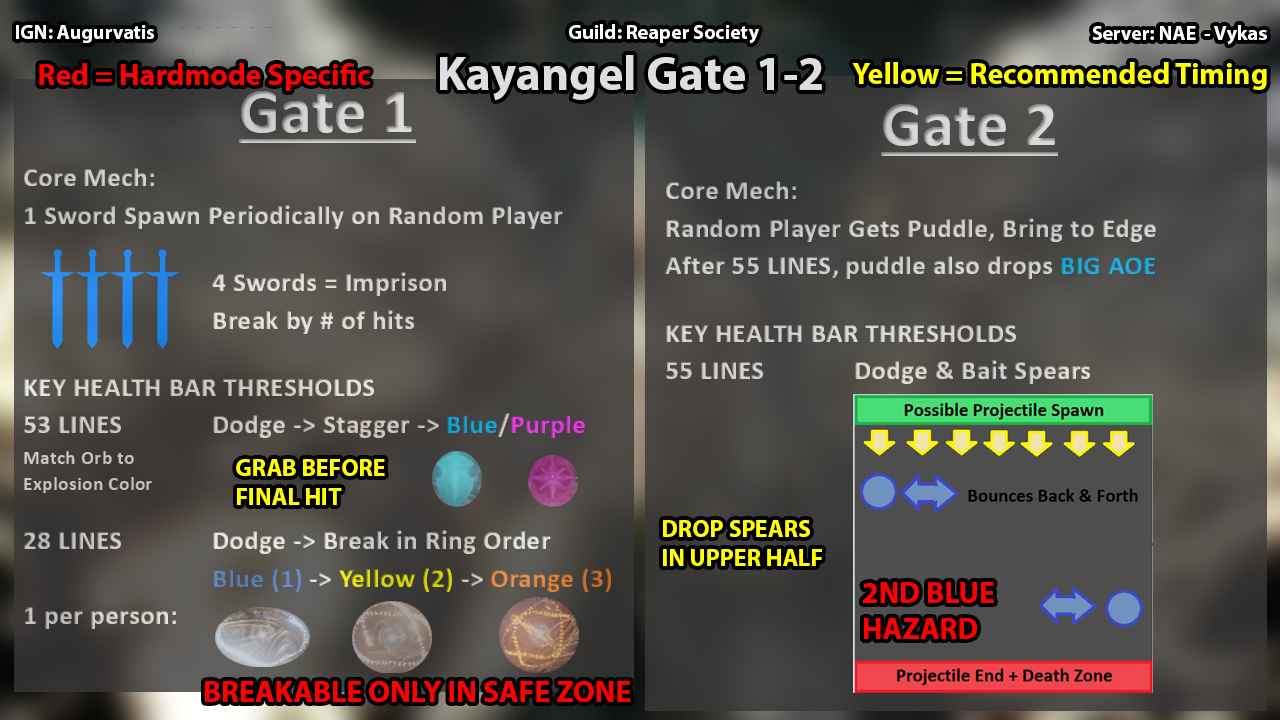 IGN: Augurvatis
Guild: Reaper Society
Server: NAE - Vykas
Red = Hardmode Specific
Kayangel Gate 1-2
Yellow = Recommended Timing
Gate 1
Core Mech:
1 Sword Spawn Periodically on Random Player
4 Swords = Imprison
Break by # of hits
KEY HEALTH BAR THRESHOLDS
53 LINES
Dodge -> Stagger -> Blue/Purple
Match Orb to
Explosion Color
GRAB BEFORE
FINAL HIT
28 LINES
Dodge -> Break in Ring Order
Blue (1) -> Yellow (2) -> Orange (3)
1 per person:
BREAKABLE ONLY IN SAFE ZONE
Gate 2
Core Mech:
Random Player Gets Puddle, Bring to Edge
After 55 LINES, puddle also drops BIG AOE
KEY HEALTH BAR THRESHOLDS
55 LINES
Dodge & Bait Spears
Possible Projectile Spawn
Bounces Back & Forth
DROP SPEARS
IN UPPER HALF
2ND BLUE
HAZARD
Projectile End + Death Zone